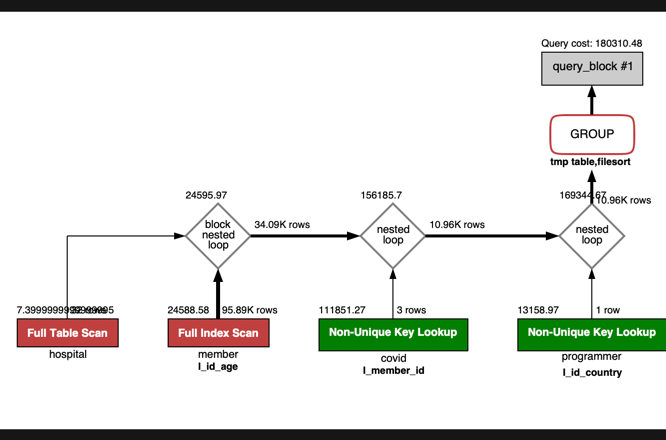 Query cost: 180310.48
query_block #1
GROUP
tmp table,filesort
24595.97
156185.7
169344.67
10.96K rows
block
nested
loop
34.09K rows
nested
loop
10.96K rows
nested
loop
24588.58
95.89K rows
111851.27
3 rows
13158.97
1 row
Full Table Scan
Full Index Scan
Non-Unique Key Lookup
Non-Unique Key Lookup
hospital
member
I_id_age
covid
I_member_id
programmer
I_id_country